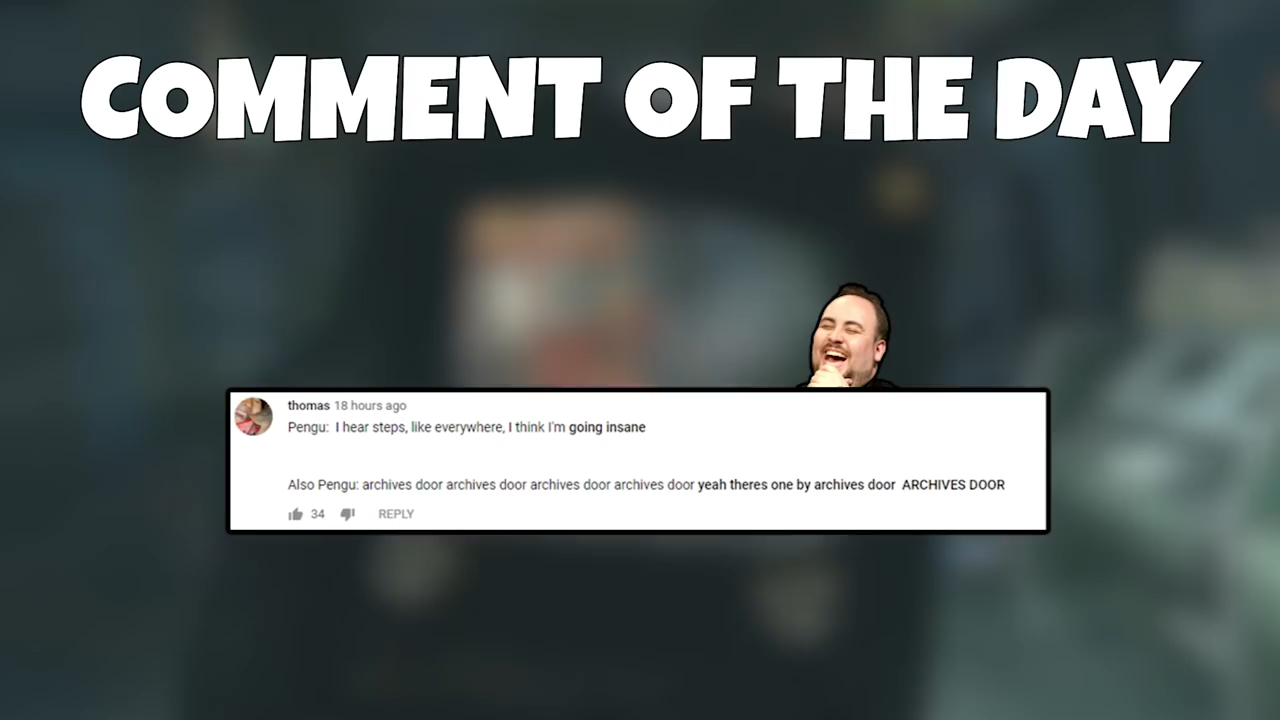 COMMENT OF THE DAY
thomas 18 hours ago
Pengu: I hear steps, like everywhere, I think I'm going insane
Also Pengu: archives door archives door archives door archives door yeah theres one by archives door ARCHIVES DOOR
34 REPLY